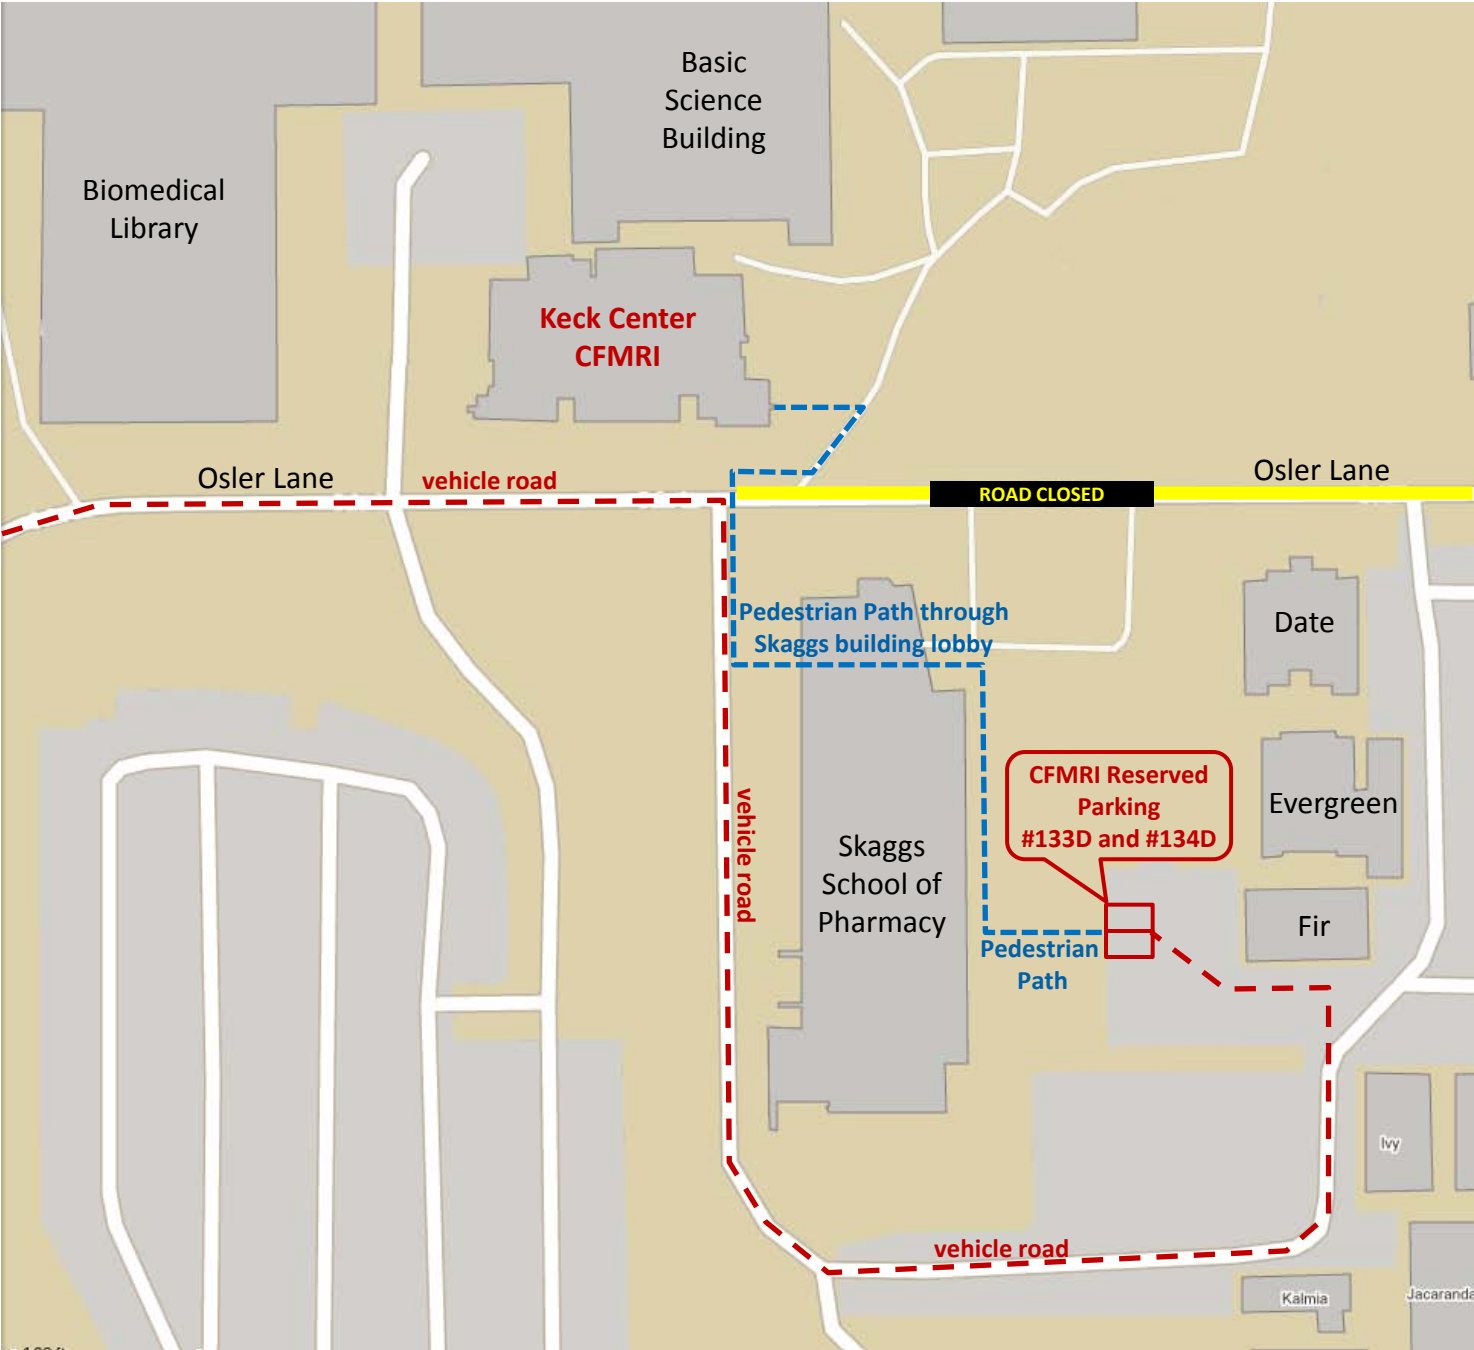 Basic
Science
Building
Biomedical
Library
Keck Center
CFMRI
Osler Lane
vehicle road
Osler Lane
ROAD CLOSED
Pedestrian Path through
Skaggs building lobby
Date
CFMRI Reserved
Parking
#133D and #134D
Evergreen
vehicle road
Skaggs
School of
Pharmacy
Fir
Pedestrian
Path
Ivy
vehicle road
Kalmia
Jacaranda